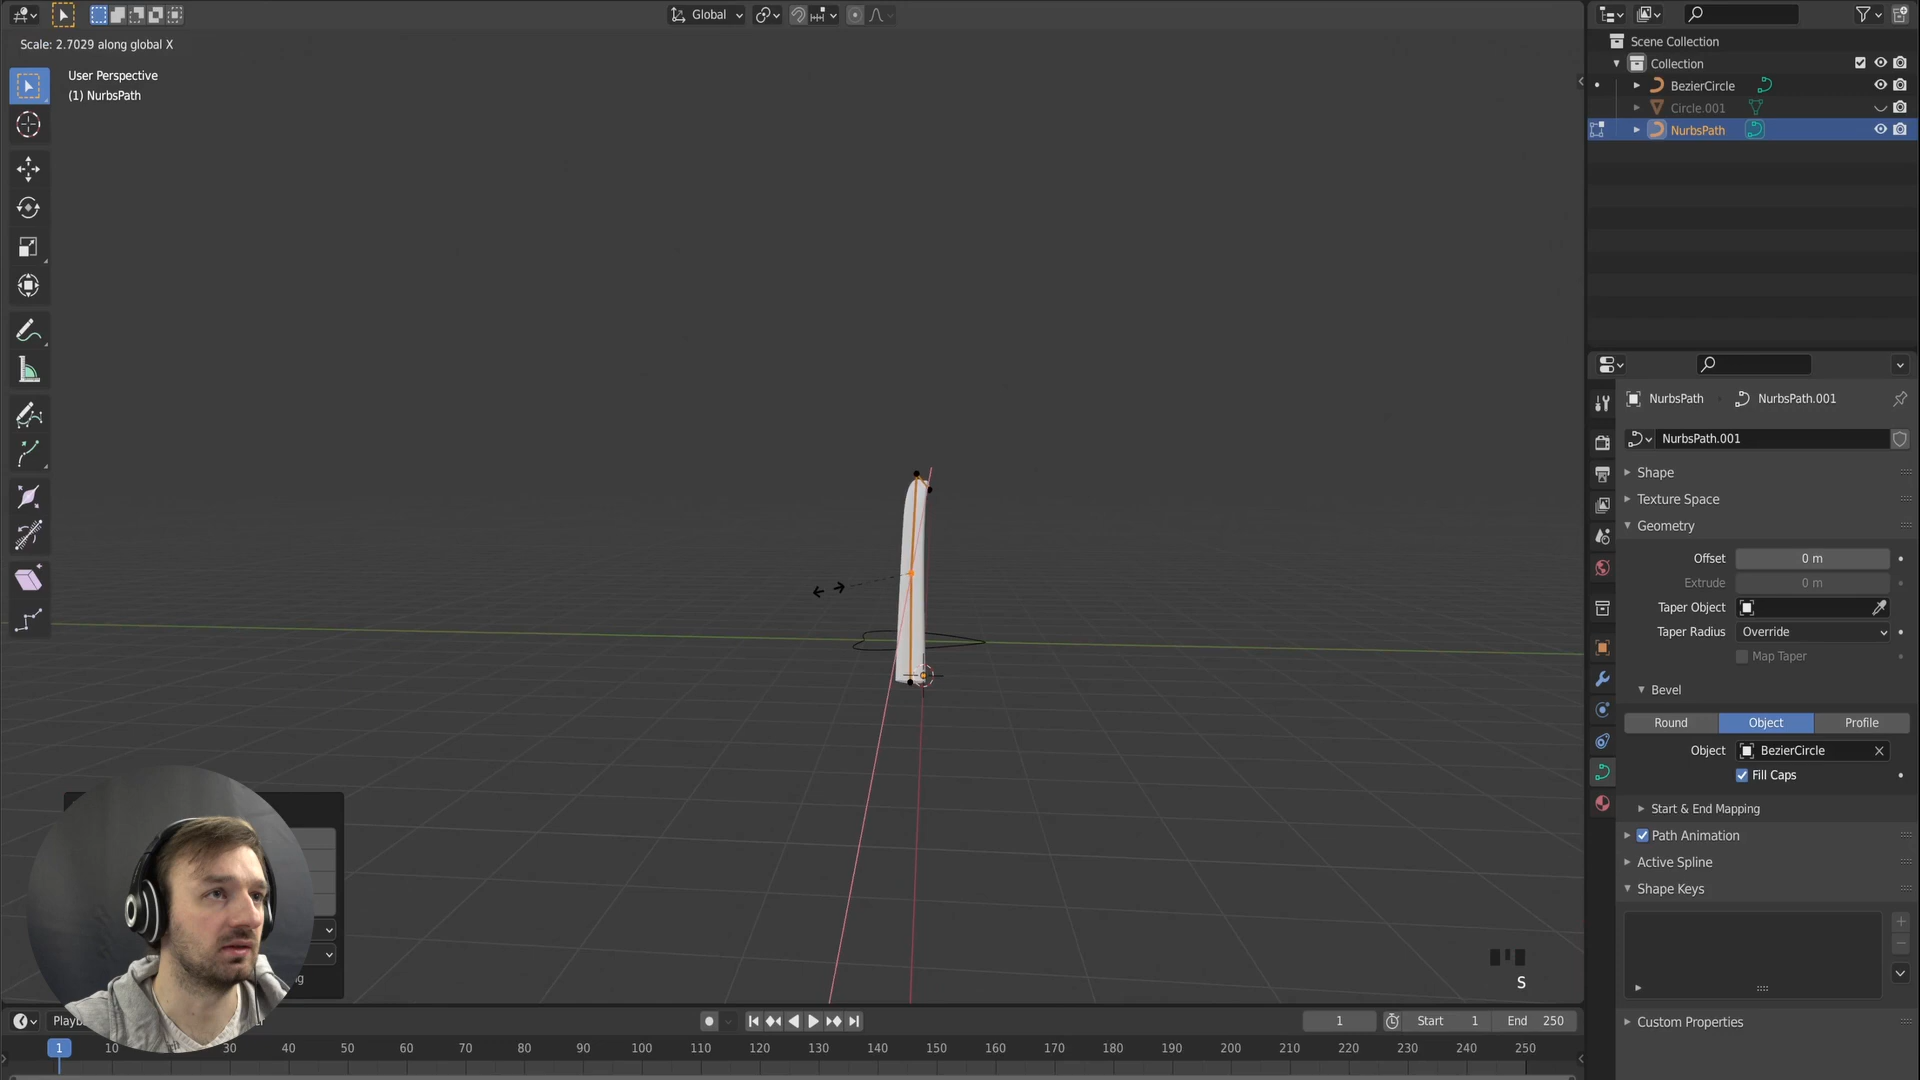 Global
Scale: 2.7029 along global X
User Perspective
(1) NurbsPath
Scene Collection
Collection
BezierCircle
Circle.001
NurbsPath
NurbsPath
NurbsPath.001
NurbsPath.001
Shape
Texture Space
Geometry
Offset
0 m
Extrude
0 m
Taper Object
Taper Radius
Override
Map Taper
Bevel
Round
Object
Profile
Object
BezierCircle
Fill Caps
Start & End Mapping
Path Animation
Active Spline
Shape Keys
Custom Properties
S
1
Start 1
End 250
1 10 30 40 50 60 70 80 90 100 110 120 130 140 150 160 170 180 190 200 210 220 230 240 250